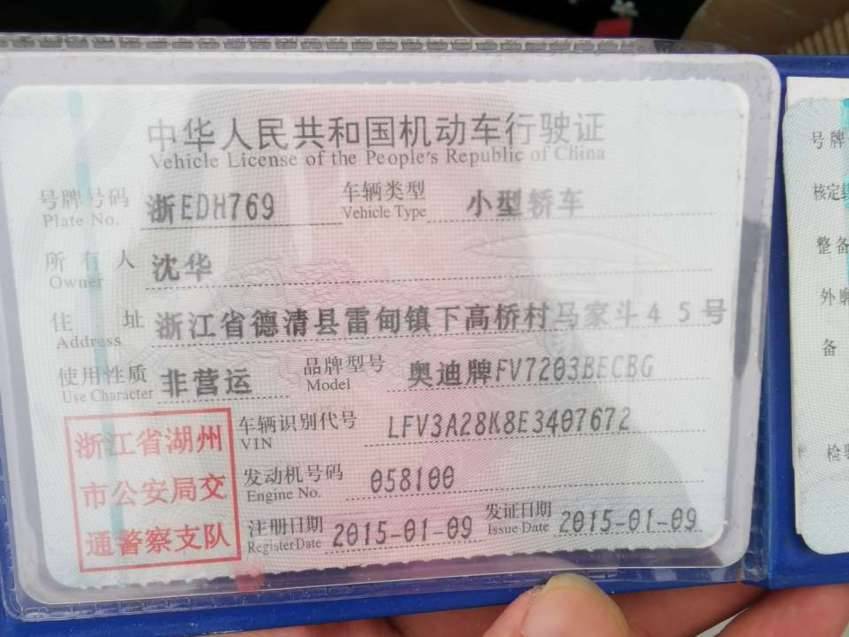 中华人民共和国机动车行驶证
Vehicle License of the People's Republic of China
号牌号码 浙EDH769 车辆类型 小型轿车
Plate No. Vehicle Type
所有人 沈华
Owner
住址 浙江省德清县雷甸镇下高桥村马家斗45号
Address
使用性质 非营运 品牌型号 奥迪牌FV7203BECBG
Use Character Model
浙江省湖州
市公安局交
通警察支队
车辆识别代号 LFV3A28K8E3407672
VIN
发动机号码 058100
Engine No.
注册日期 2015-01-09 发证日期 2015-01-09
Register Date Issue Date
号牌
核定
整备
外廓
备
检验